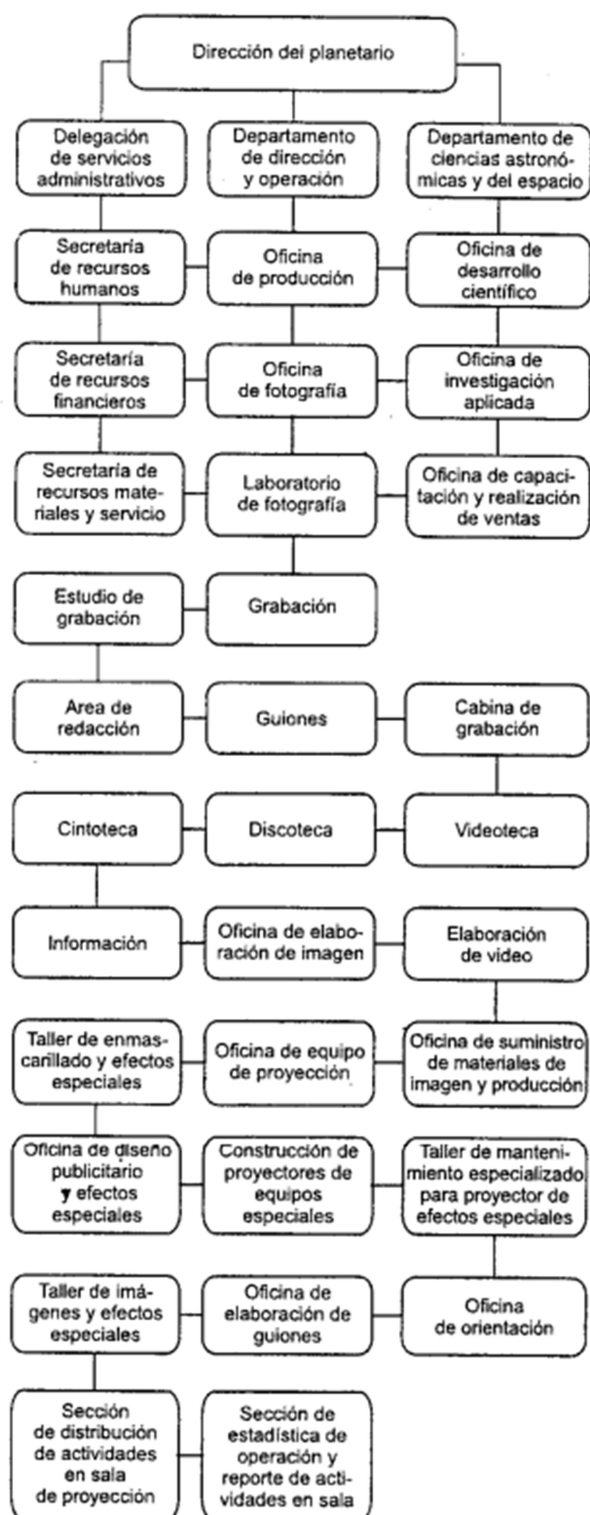 Dirección del planetario
Delegación
de servicios
administrativos
Departamento
de dirección
y operación
Departamento de
ciencias astronó-
micas y del espacio
Secretaría
de recursos
humanos
Oficina
de producción
Oficina de
desarrollo
científico
Secretaría
de recursos
financieros
Oficina
de fotografía
Oficina de
investigación
aplicada
Secretaría de
recursos mate-
riales y servicio
Laboratorio
de fotografía
Oficina de capaci-
tación y realización
de ventas
Estudio de
grabación
Grabación
Area de
redacción
Guiones
Cabina de
grabación
Cintoteca
Discoteca
Videoteca
Información
Oficina de elabo-
ración de imagen
Elaboración
de video
Taller de enmas-
carillado y efectos
especiales
Oficina de equipo
de proyección
Oficina de suministro
de materiales de
imagen y producción
Oficina de diseño
publicitario
y efectos
especiales
Construcción de
proyectores de
equipos
especiales
Taller de manteni-
miento especializado
para proyector de
efectos especiales
Taller de imá-
genes y efectos
especiales
Oficina de
elaboración de
guiones
Oficina
de orientación
Sección
de distribución
de actividades
en sala
de proyección
Sección de
estadística de
operación y
reporte de acti-
vidades en sala